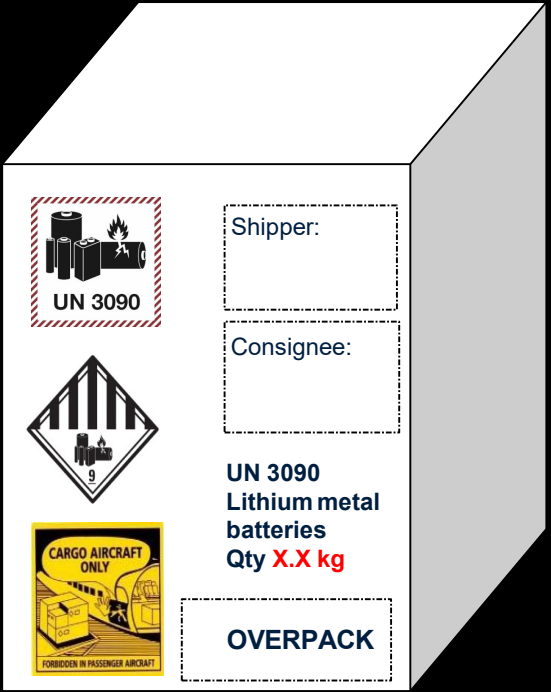 UN 3090
9
CARGO AIRCRAFT
ONLY
FORBIDDEN IN PASSENGER AIRCRAFT
Shipper:
Consignee:
UN 3090
Lithium metal
batteries
Qty X.X kg
OVERPACK